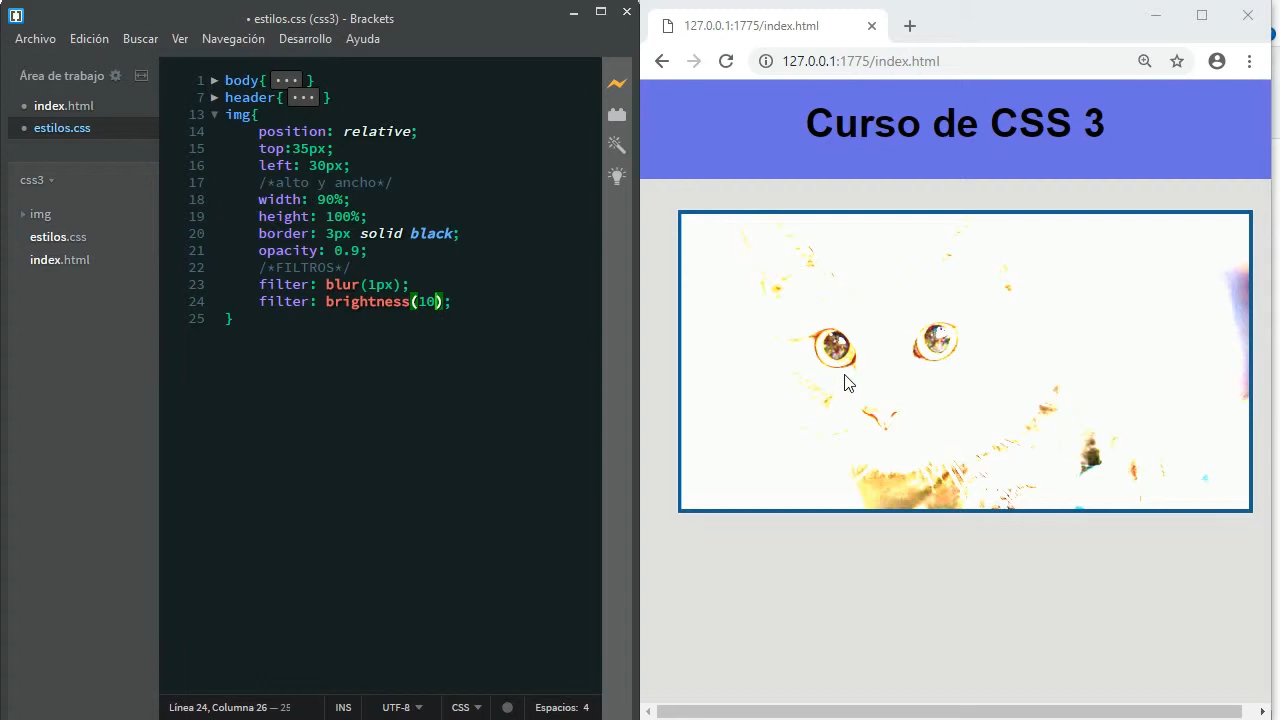 • estilos.css (css3) - Brackets
Archivo Edición Buscar Ver Navegación Desarrollo Ayuda
Área de trabajo
index.html
estilos.css
css3
img
estilos.css
index.html
1 body{ ... }
7 header{ ... }
13 img{
14 position: relative;
15 top:35px;
16 left: 30px;
17 /*alto y ancho*/
18 width: 90%;
19 height: 100%;
20 border: 3px solid black;
21 opacity: 0.9;
22 /*FILTROS*/
23 filter: blur(1px);
24 filter: brightness(10);
25 }
Línea 24, Columna 26 — 25 INS UTF-8 CSS Espacios: 4
127.0.0.1:1775/index.html
127.0.0.1:1775/index.html
Curso de CSS 3